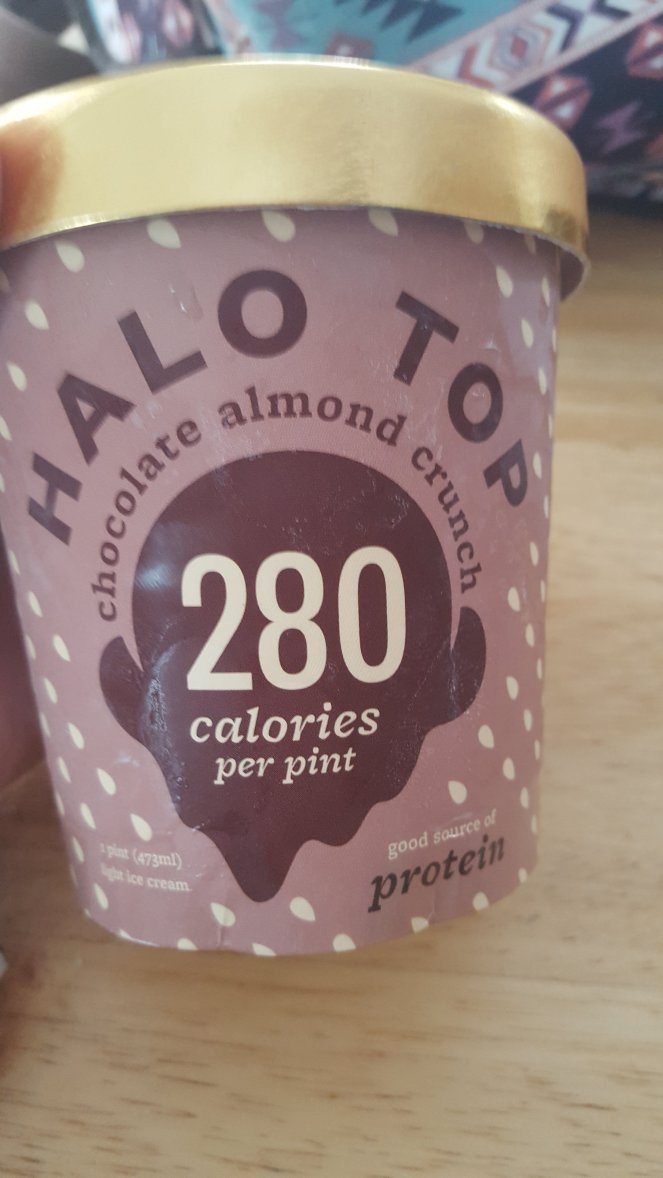 HALO TOP
chocolate almond crunch
280
calories
per pint
1 pint (473ml)
light ice cream
good source of
protein